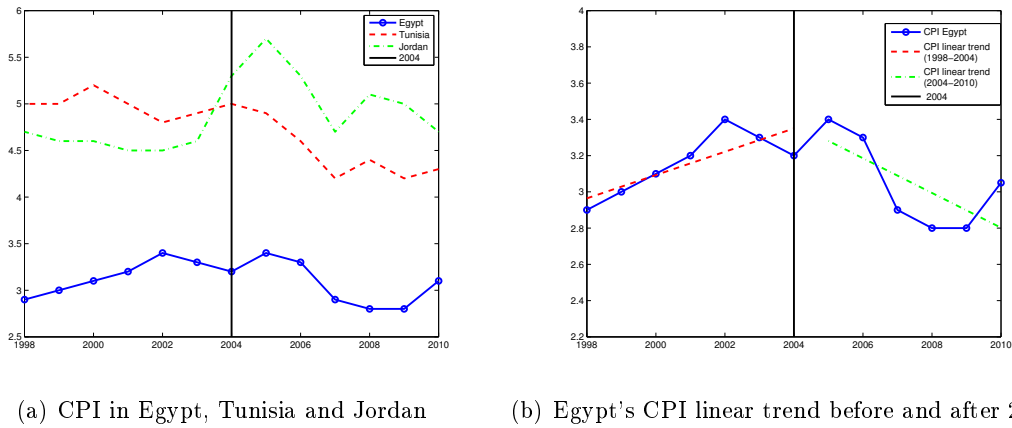 6
5.5
5
4.5
4
3.5
3
2.5
1998 2000 2002 2004 2006 2008 2010
Egypt
Tunisia
Jordan
2004
4
3.8
3.6
3.4
3.2
3
2.8
2.6
2.4
2.2
1998 2000 2002 2004 2006 2008 2010
CPI Egypt
CPI linear trend
(1998−2004)
CPI linear trend
(2004−2010)
2004
(a) CPI in Egypt, Tunisia and Jordan
(b) Egypt's CPI linear trend before and after